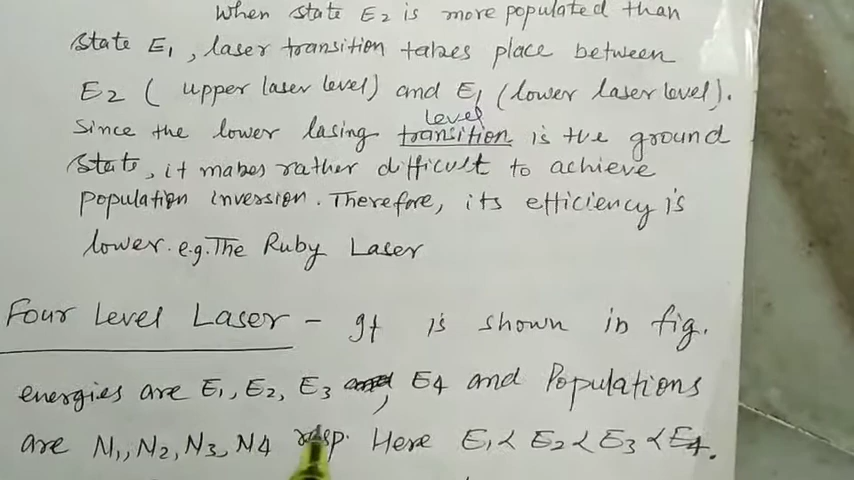 When state E2 is more populated than
state E1, laser transition takes place between
E2 (upper laser level) and E1 (lower laser level).
level
Since the lower lasing transition is the ground
state, it makes rather difficult to achieve
population inversion. Therefore, its efficiency is
lower. e.g. The Ruby Laser
Four Level Laser - It is shown in fig.
energies are E1, E2, E3, E4 and Populations
are N1, N2, N3, N4 resp. Here E1 < E2 < E3 < E4.